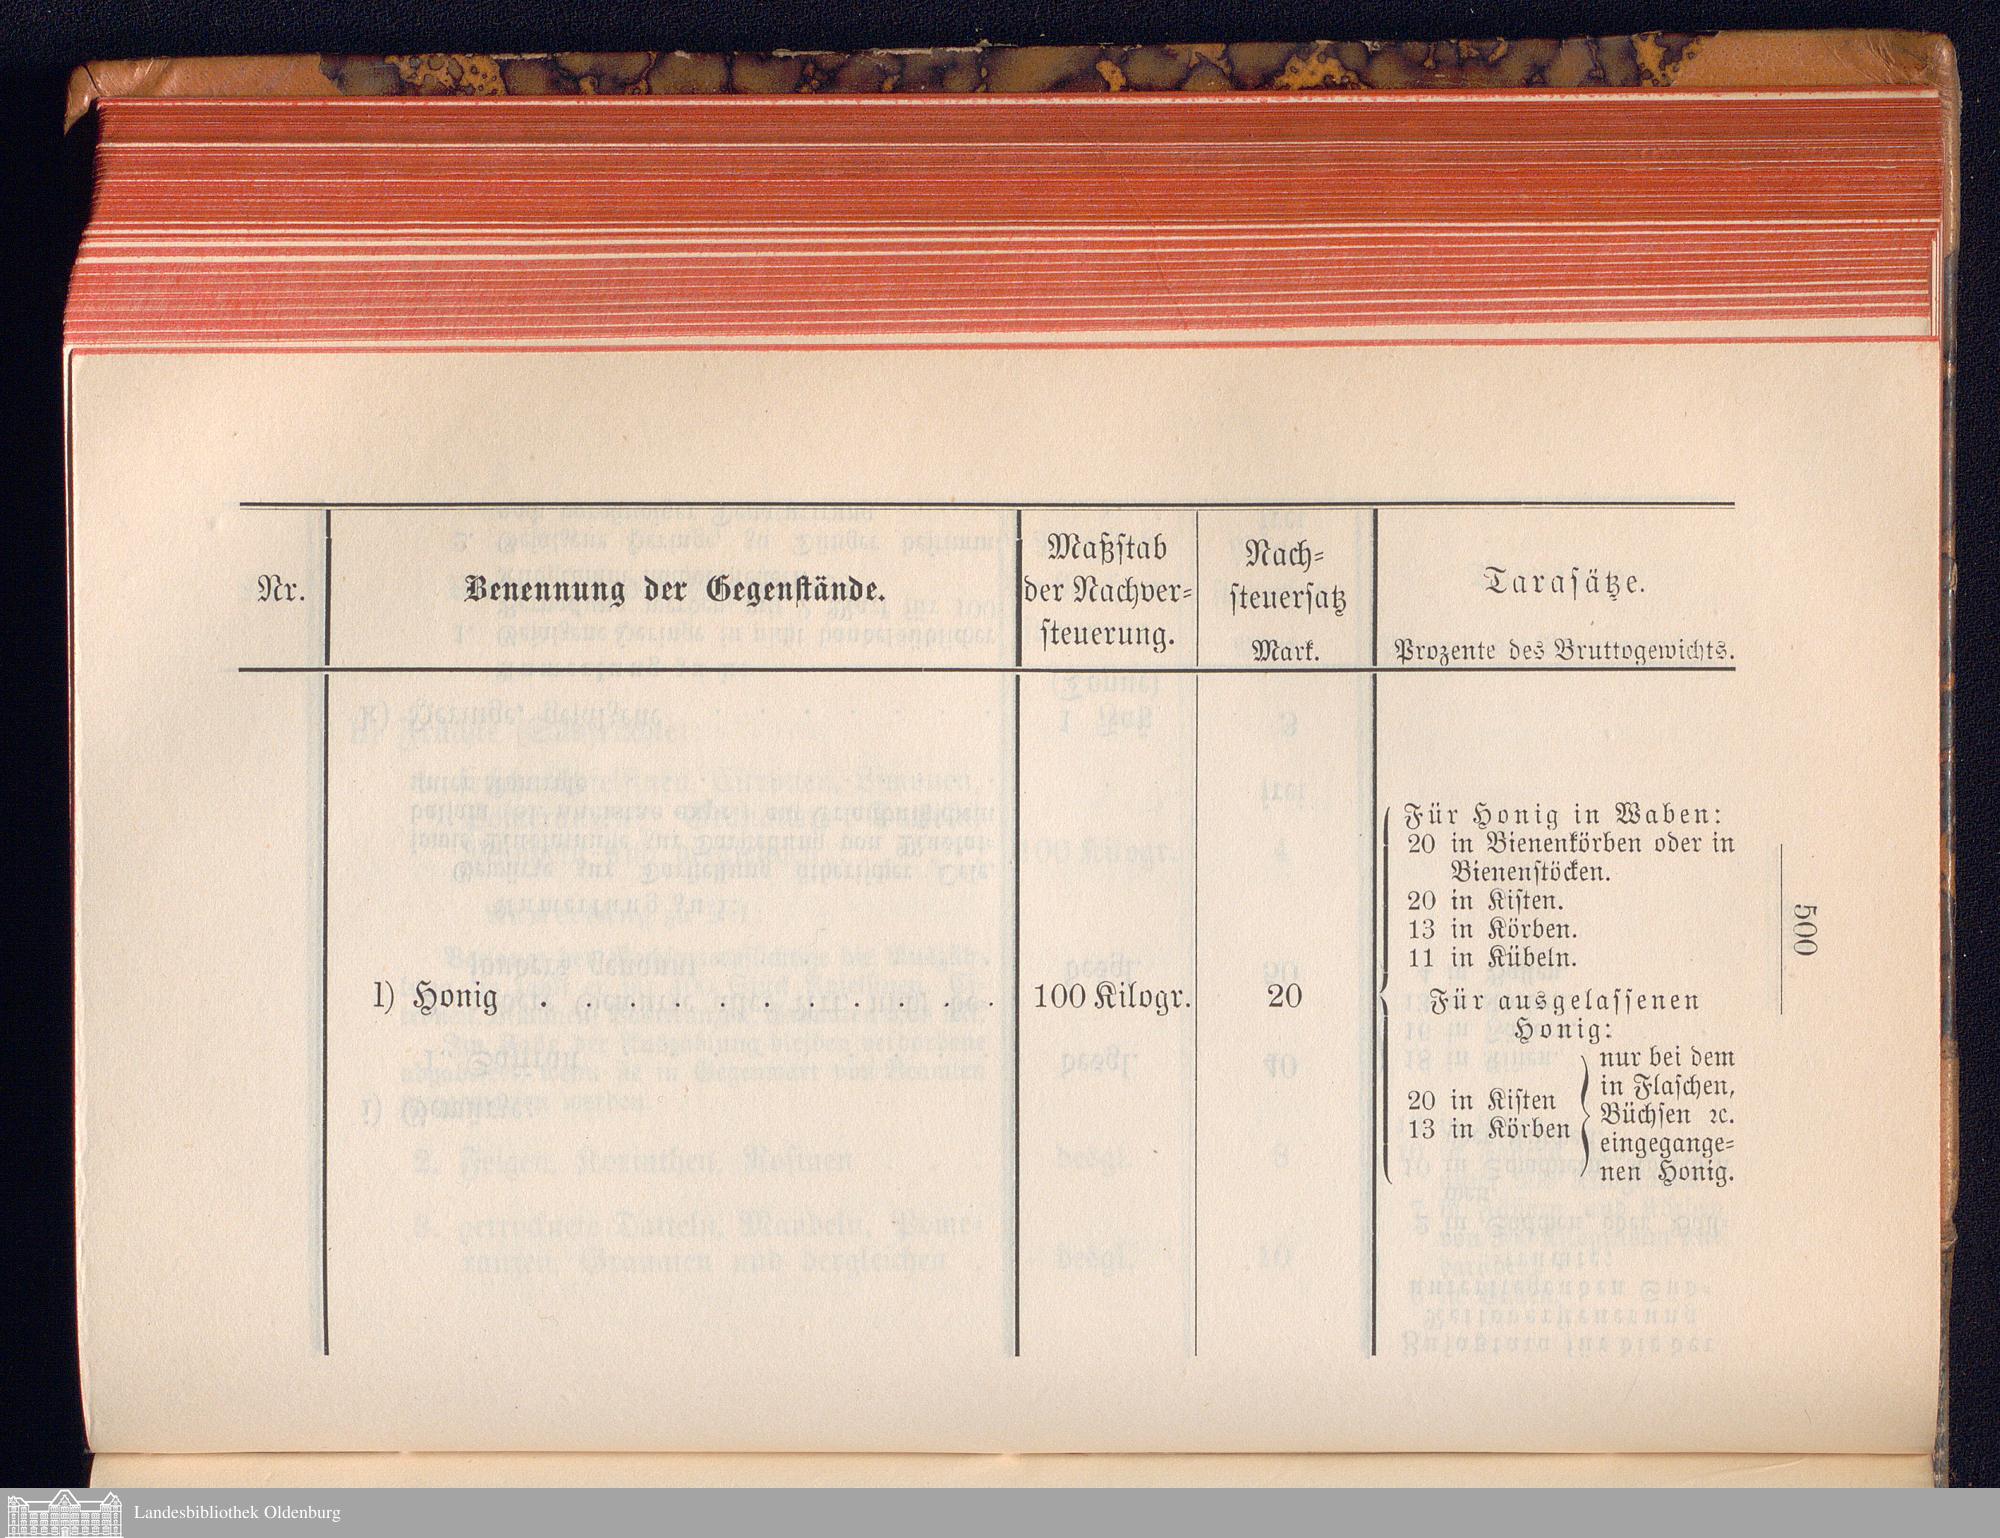 Nr.
Benennung der Gegenstände.
Maßstab
der Nachver-
steuerung.
Nach-
steuersatz
Mark.
Tarasätze.
Prozente des Bruttogewichts.
l) Honig . . . . . . . . . . .
100 Kilogr.
20
Für Honig in Waben:
20 in Bienenkörben oder in
Bienenstöcken.
20 in Kisten.
13 in Körben.
11 in Kübeln.
Für ausgelassenen
Honig:
20 in Kisten
13 in Körben
nur bei dem
in Flaschen,
Büchsen ꝛc.
eingegange-
nen Honig.
500
Landesbibliothek Oldenburg